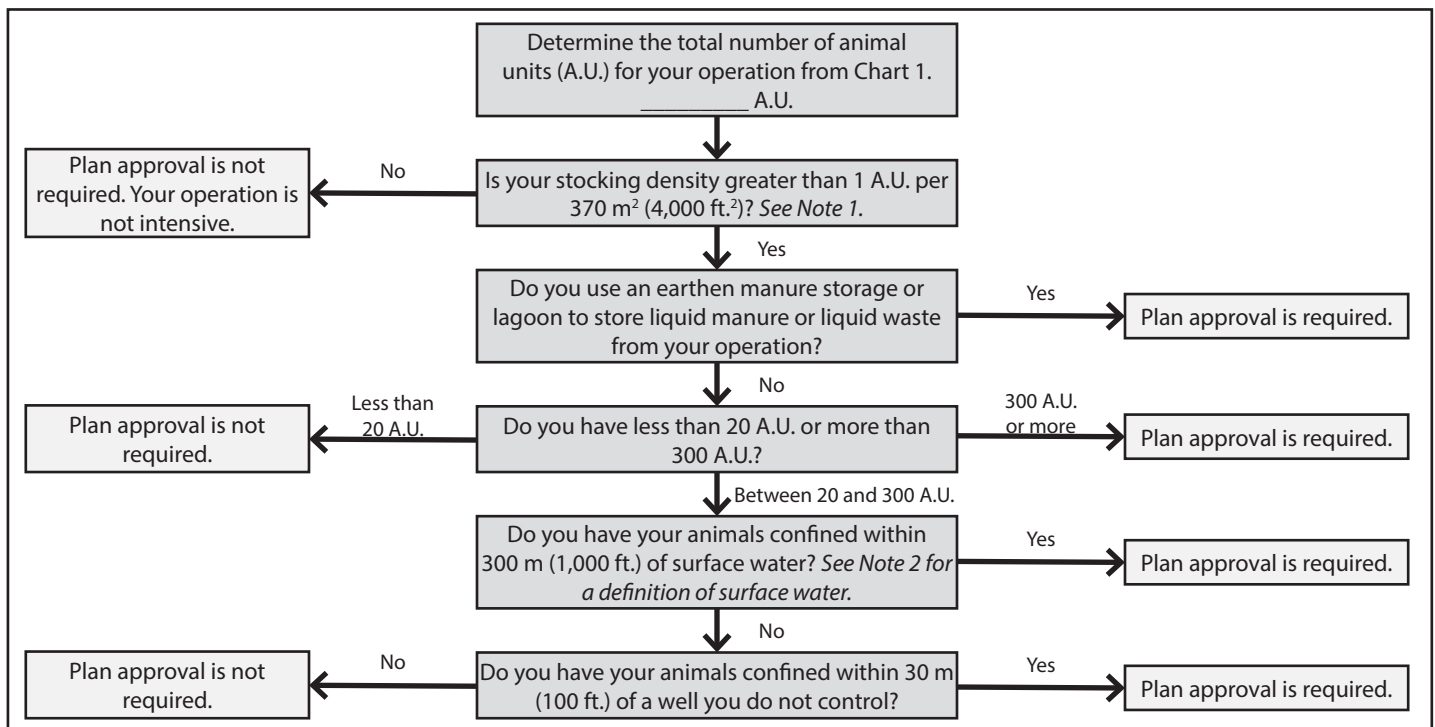 Determine the total number of animal
units (A.U.) for your operation from Chart 1.
_________ A.U.
Plan approval is not
required. Your operation is
not intensive.
No
Is your stocking density greater than 1 A.U. per
370 m² (4,000 ft.²)? See Note 1.
Yes
Do you use an earthen manure storage or
lagoon to store liquid manure or liquid waste
from your operation?
Yes
Plan approval is required.
No
Plan approval is not
required.
Less than
20 A.U.
Do you have less than 20 A.U. or more than
300 A.U.?
300 A.U.
or more
Plan approval is required.
Between 20 and 300 A.U.
Do you have your animals confined within
300 m (1,000 ft.) of surface water? See Note 2 for
a definition of surface water.
Yes
Plan approval is required.
No
Plan approval is not
required.
No
Do you have your animals confined within 30 m
(100 ft.) of a well you do not control?
Yes
Plan approval is required.